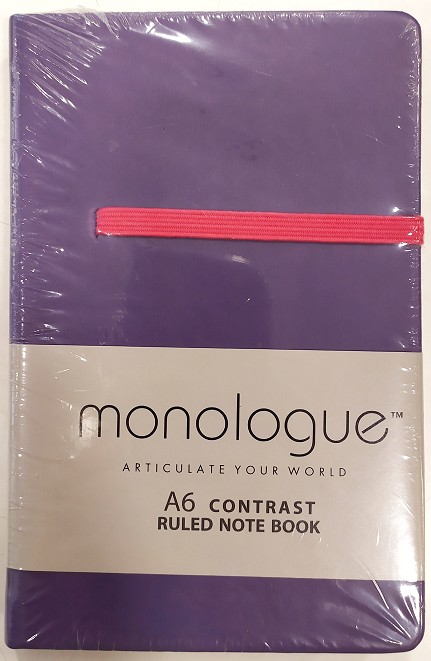 monologue™
ARTICULATE YOUR WORLD
A6 CONTRAST
RULED NOTE BOOK